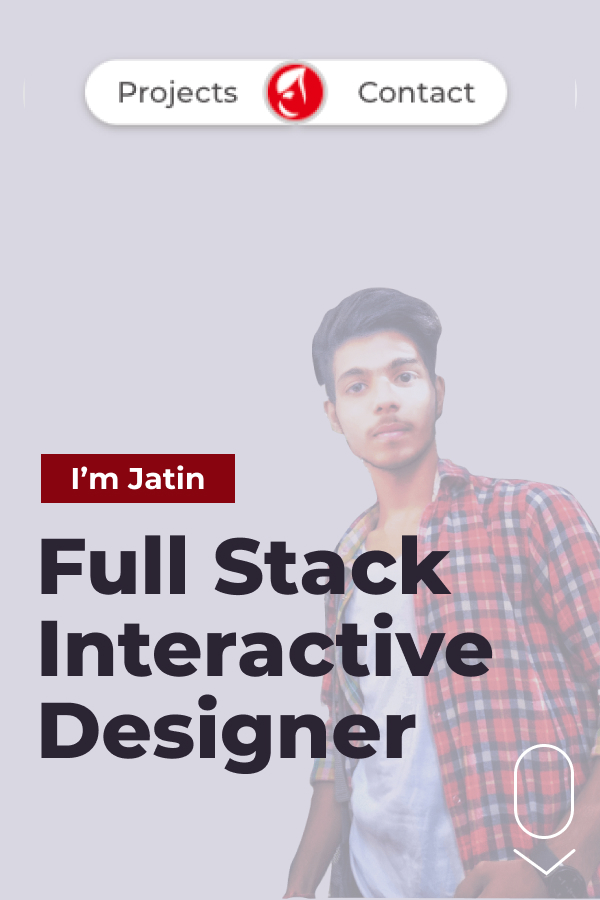 Projects
Contact
I’m Jatin
Full Stack
Interactive
Designer